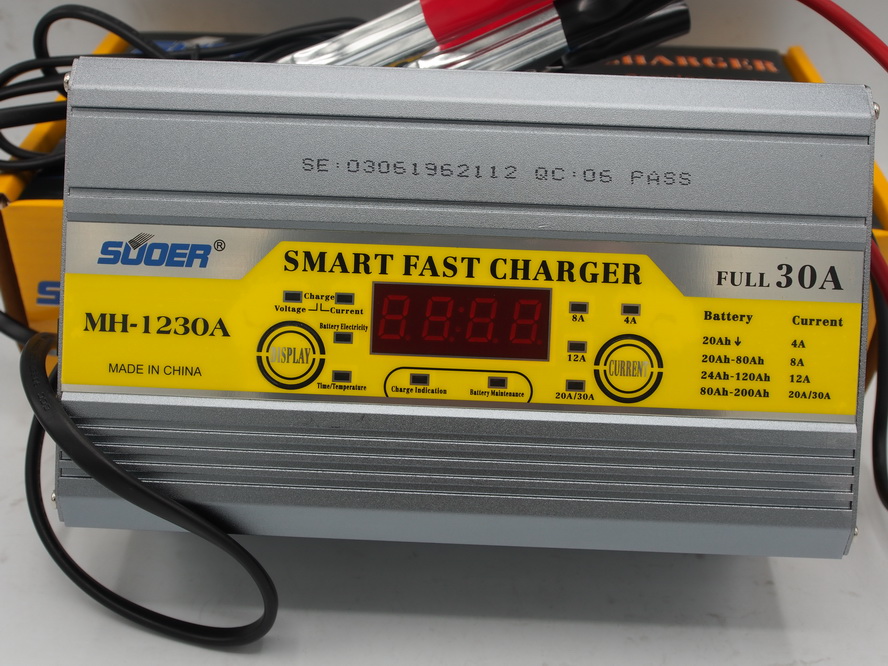 CHARGER
SE:03061962112 QC:06 PASS
SUOER®
SMART FAST CHARGER
FULL 30A
MH-1230A
MADE IN CHINA
Charge
Voltage Current
Battery Electricity
DISPLAY
Time/Temperature
Charge Indication
Battery Maintenance
8A
4A
12A
20A/30A
CURRENT
Battery Current
20Ah↓ 4A
20Ah-80Ah 8A
24Ah-120Ah 12A
80Ah-200Ah 20A/30A